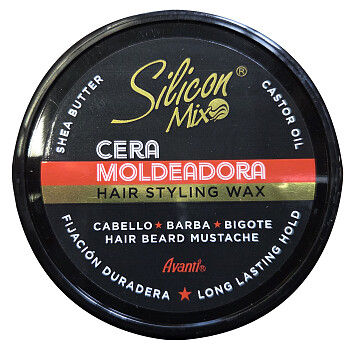 Silicon®
Mix
SHEA BUTTER
CASTOR OIL
CERA
MOLDEADORA
HAIR STYLING WAX
CABELLO ★ BARBA ★ BIGOTE
HAIR BEARD MUSTACHE
Avanti®
FIJACIÓN DURADERA ★ LONG LASTING HOLD